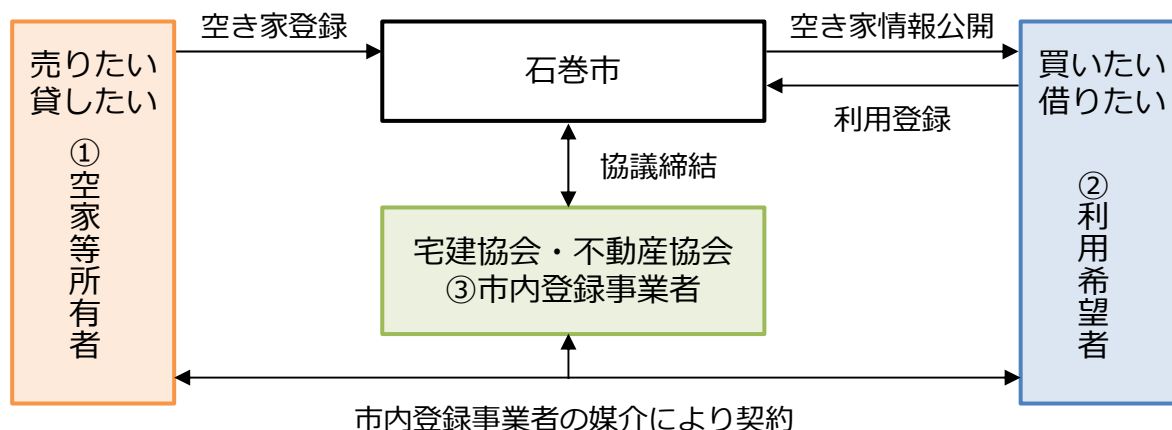 空き家登録
空き家情報公開
売りたい
貸したい
①空家等所有者
石巻市
買いたい
借りたい
②利用希望者
利用登録
協議締結
宅建協会・不動産協会
③市内登録事業者
市内登録事業者の媒介により契約